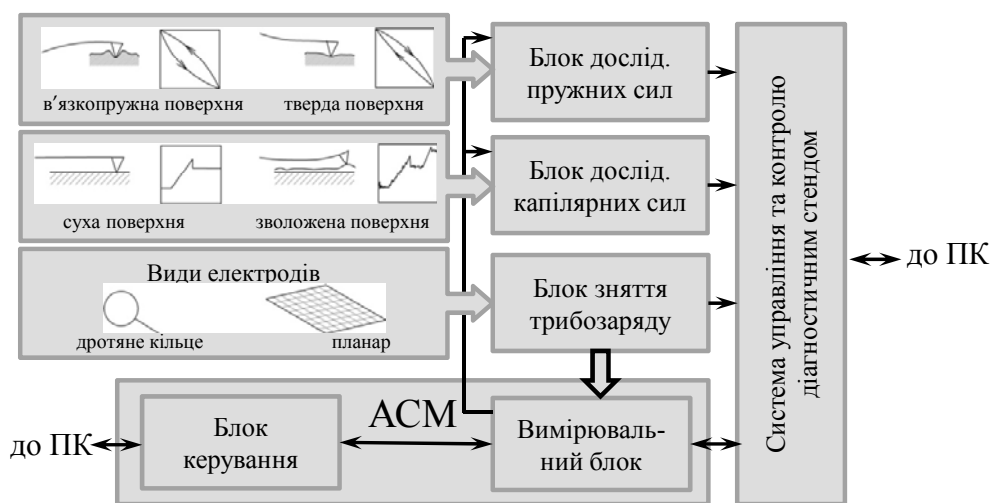 в′язкопружна поверхня
тверда поверхня
Блок дослід.
пружних сил
суха поверхня
зволожена поверхня
Блок дослід.
капілярних сил
Види електродів
дротяне кільце
планар
Блок зняття
трибозаряду
АСМ
до ПК
Блок
керування
Вимірюваль-
ний блок
Система управління та контролю
діагностичним стендом
до ПК